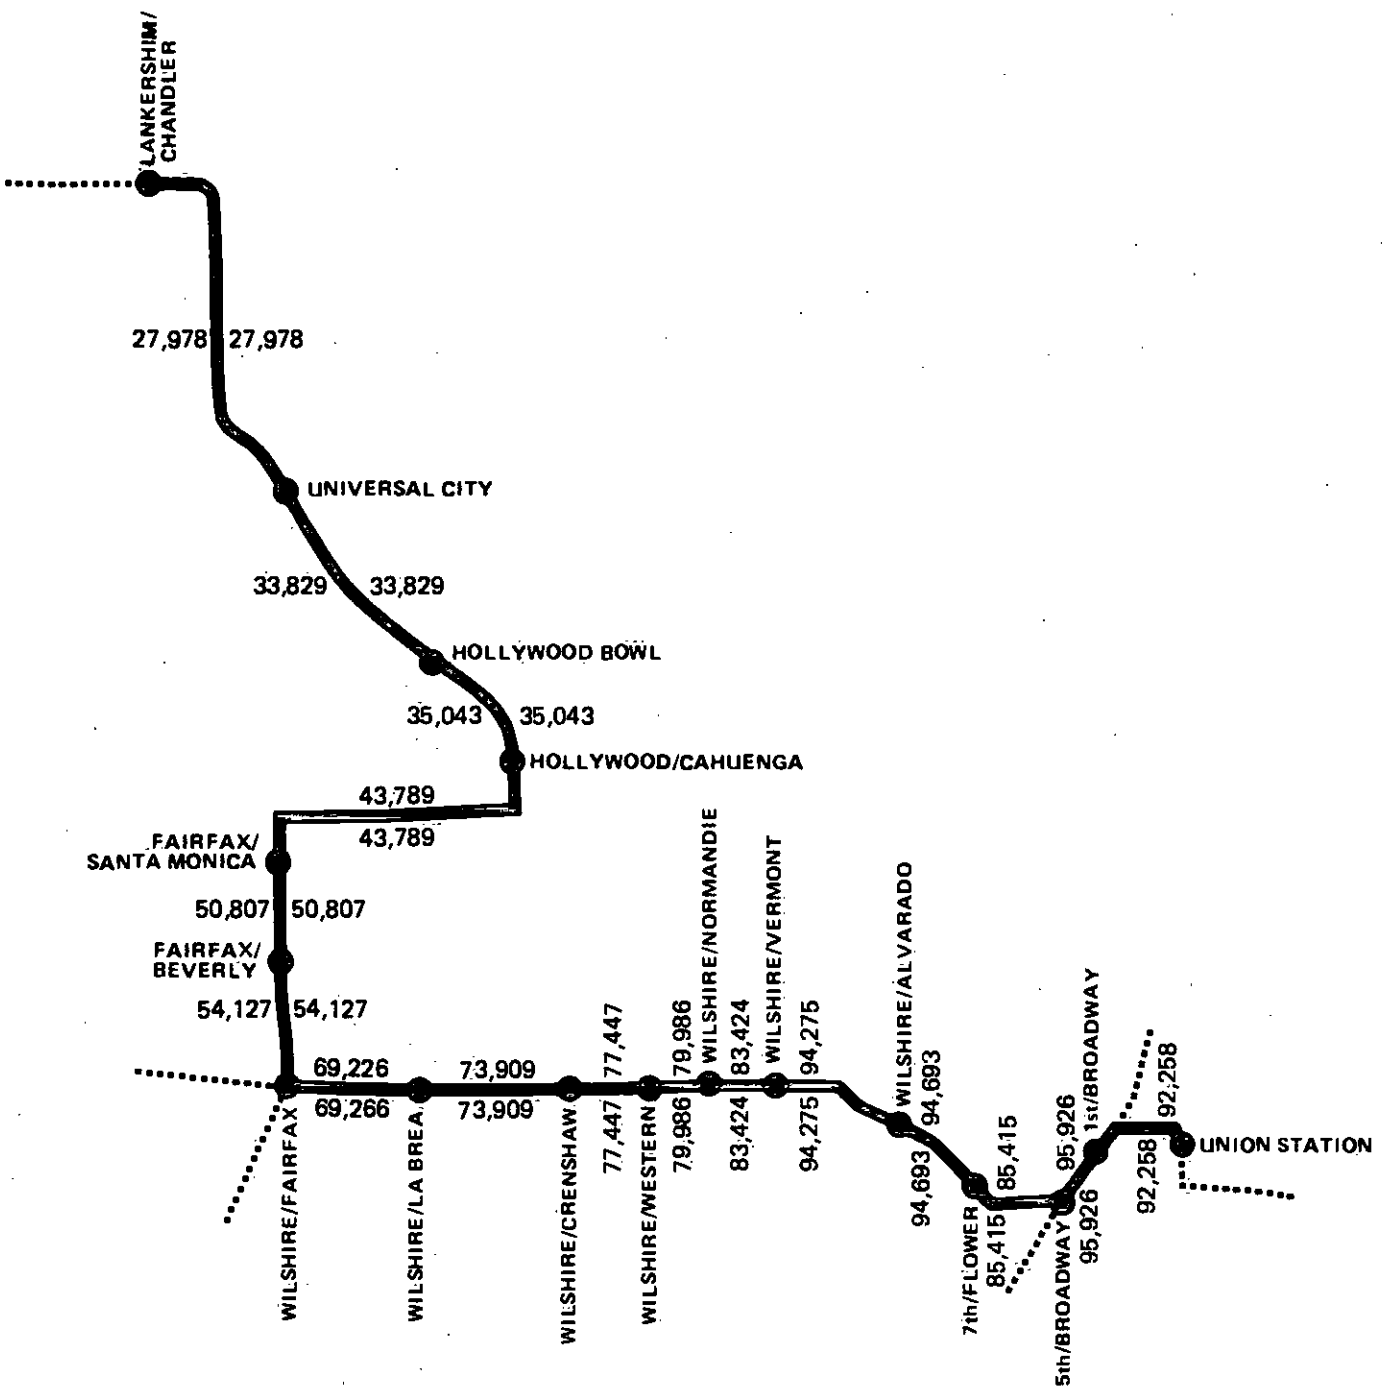 LANKERSHIM/
CHANDLER
27,978 27,978
UNIVERSAL CITY
33,829 33,829
HOLLYWOOD BOWL
35,043 35,043
HOLLYWOOD/CAHUENGA
43,789
43,789
FAIRFAX/
SANTA MONICA
50,807 50,807
FAIRFAX/
BEVERLY
54,127 54,127
69,226
69,266
73,909
73,909
77,447
77,447
79,986
79,986
WILSHIRE/NORMANDIE
83,424
83,424
WILSHIRE/VERMONT
94,275
94,275
WILSHIRE/ALVARADO
94,693
94,693
85,415
85,415
95,926
95,926
1st/BROADWAY
92,258
92,258
UNION STATION
WILSHIRE/FAIRFAX
WILSHIRE/LA BREA
WILSHIRE/CRENSHAW
WILSHIRE/WESTERN
7th/FLOWER
5th/BROADWAY